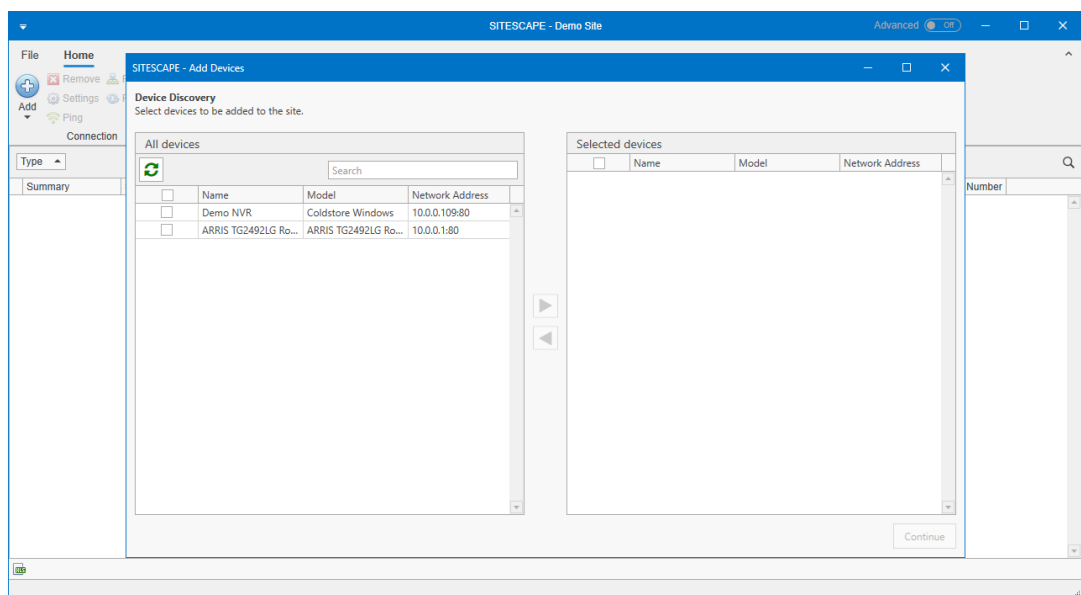 SITESCAPE - Demo Site
Advanced Off
File Home
SITESCAPE - Add Devices
Remove
Add
Settings
Ping
Connection
Device Discovery
Select devices to be added to the site.
All devices
Selected devices
Search
Name Model Network Address
Name Model Network Address
Demo NVR Coldstore Windows 10.0.0.109:80
ARRIS TG2492LG Ro... ARRIS TG2492LG Ro... 10.0.0.1:80
Type
Summary
Number
Continue